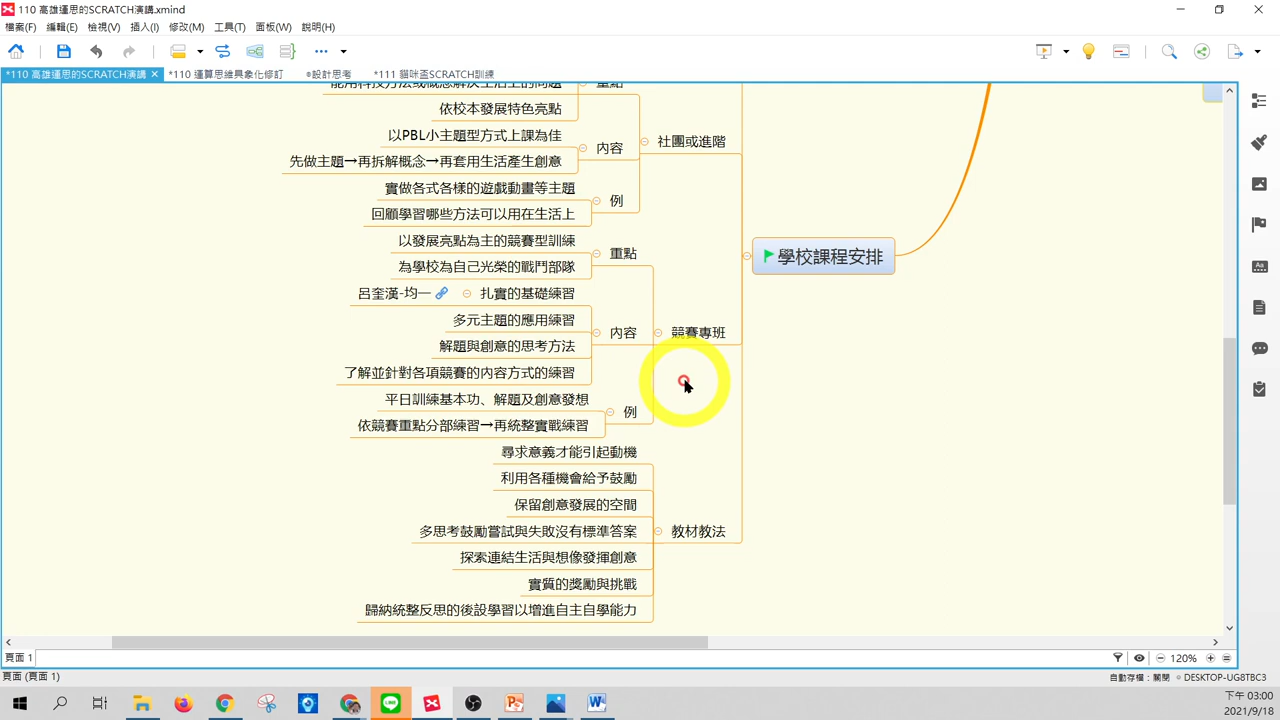 110 高雄運思的SCRATCH演講.xmind
檔案(F) 編輯(E) 檢視(V) 插入(I) 修改(M) 工具(T) 面板(W) 說明(H)
*110 高雄運思的SCRATCH演講 *110 運算思維具象化修訂 ※設計思考 *111 貓咪盃SCRATCH訓練
能用科技方法或概念解決生活上的問題 重點
依校本發展特色亮點
以PBL小主題型方式上課為佳
先做主題→再拆解概念→再套用生活產生創意
內容
社團或進階
實做各式各樣的遊戲動畫等主題
回顧學習哪些方法可以用在生活上
例
以發展亮點為主的競賽型訓練
為學校為自己光榮的戰鬥部隊
重點
學校課程安排
呂奎漢-均一 扎實的基礎練習
多元主題的應用練習
解題與創意的思考方法
了解並針對各項競賽的內容方式的練習
內容
競賽專班
平日訓練基本功、解題及創意發想
依競賽重點分部練習→再統整實戰練習
例
尋求意義才能引起動機
利用各種機會給予鼓勵
保留創意發展的空間
多思考鼓勵嘗試與失敗沒有標準答案
探索連結生活與想像發揮創意
實質的獎勵與挑戰
歸納統整反思的後設學習以增進自主自學能力
教材教法
頁面 1
120%
頁面 (頁面 1)
自動存檔：關閉 DESKTOP-UG8TBC3
下午 03:00
2021/9/18